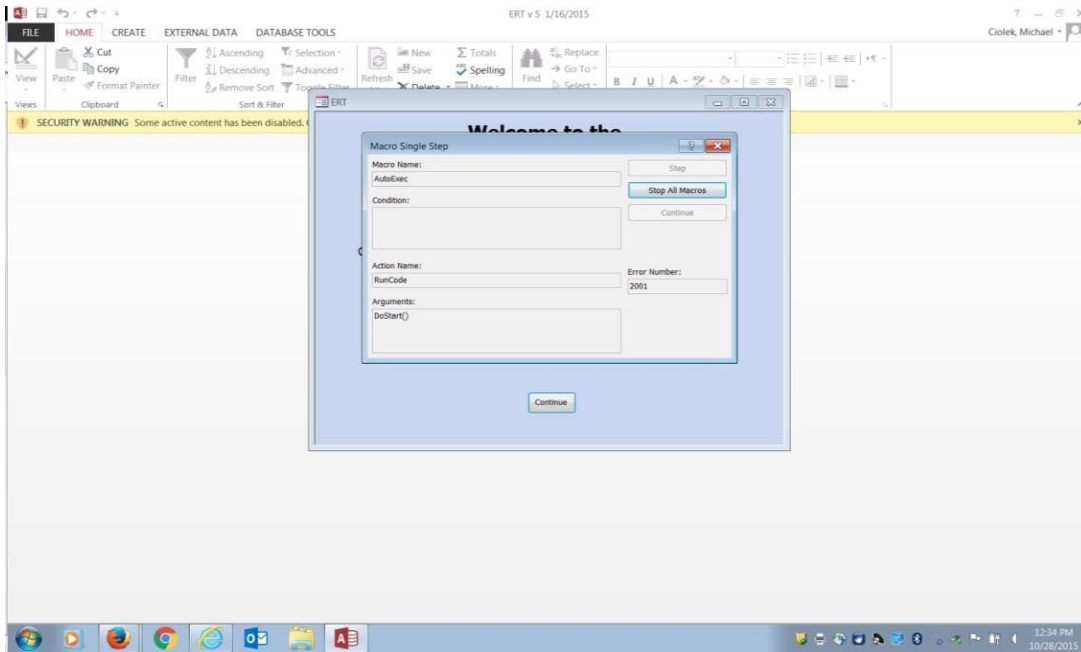 ERT v 5 1/16/2015
FILE HOME CREATE EXTERNAL DATA DATABASE TOOLS Ciolek, Michael
View Paste Cut Copy Format Painter
Filter Ascending Descending Remove Sort Selection Advanced Toggle Filter
Refresh New Save Delete Totals Spelling More
Find Replace Go To Select
B I U A
Views Clipboard Sort & Filter
SECURITY WARNING Some active content has been disabled.
ERT
Welcome to the
Macro Single Step
Macro Name:
AutoExec
Condition:
Action Name:
RunCode
Arguments:
DoStart()
Step
Stop All Macros
Continue
Error Number:
2001
Continue
12:34 PM
10/28/2015